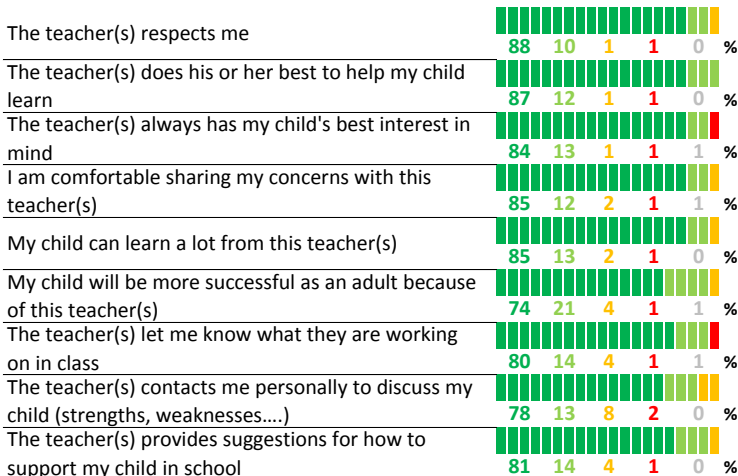 The teacher(s) respects me
88 10 1 1 0 %
The teacher(s) does his or her best to help my child
learn
87 12 1 1 0 %
The teacher(s) always has my child's best interest in
mind
84 13 1 1 1 %
I am comfortable sharing my concerns with this
teacher(s)
85 12 2 1 1 %
My child can learn a lot from this teacher(s)
85 13 2 1 0 %
My child will be more successful as an adult because
of this teacher(s)
74 21 4 1 1 %
The teacher(s) let me know what they are working
on in class
80 14 4 1 1 %
The teacher(s) contacts me personally to discuss my
child (strengths, weaknesses....)
78 13 8 2 0 %
The teacher(s) provides suggestions for how to
support my child in school
81 14 4 1 0 %